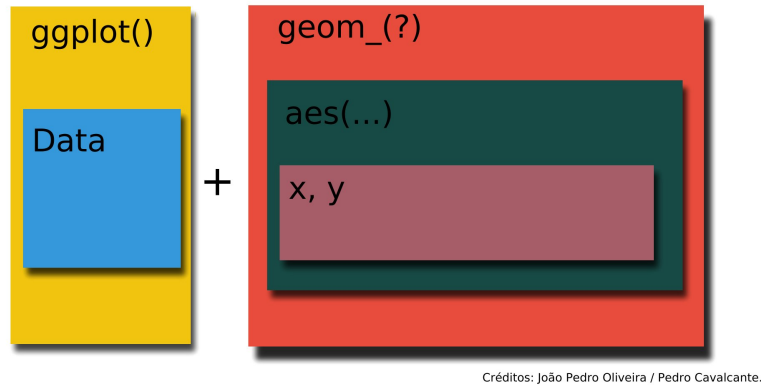 ggplot()
Data
+
geom_(?)
aes(...)
x, y
Créditos: João Pedro Oliveira / Pedro Cavalcante.